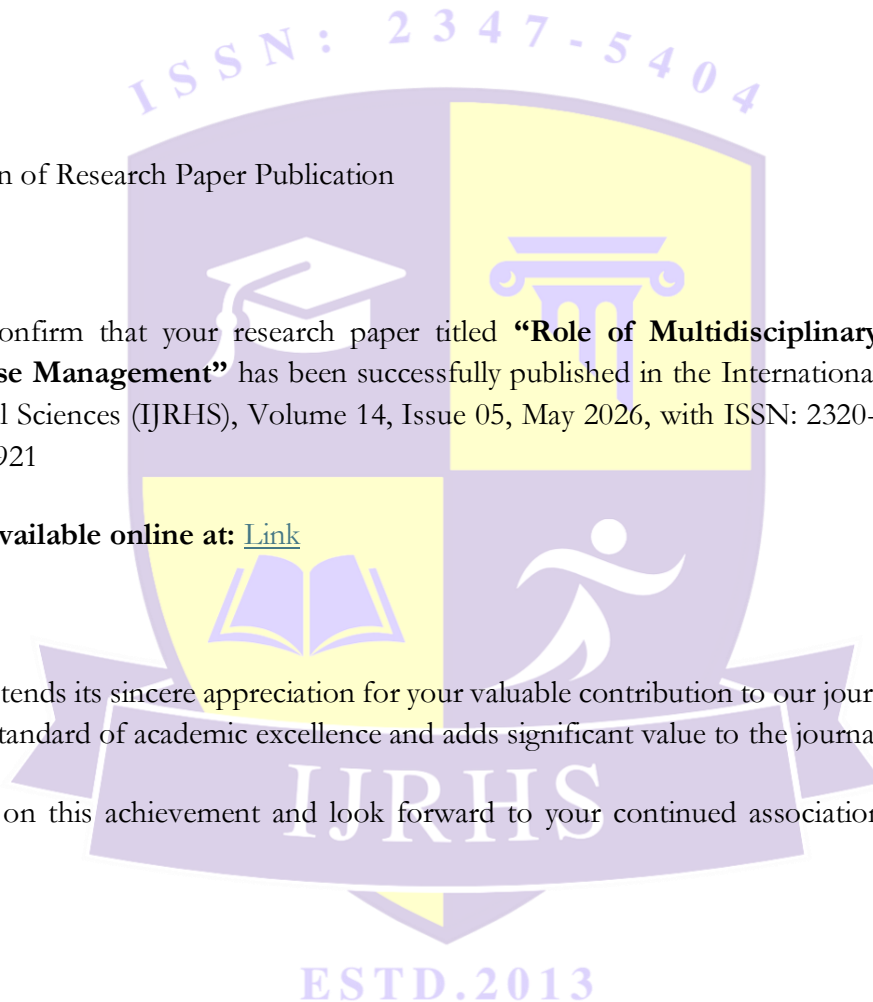 ISSN: 2347-5404
n of Research Paper Publication
onfirm that your research paper titled “Role of Multidisciplinary
se Management” has been successfully published in the Internationa
l Sciences (IJRHS), Volume 14, Issue 05, May 2026, with ISSN: 2320-
921
vailable online at: Link
tends its sincere appreciation for your valuable contribution to our jour
tandard of academic excellence and adds significant value to the journa
on this achievement and look forward to your continued association
IJRHS
ESTD.2013